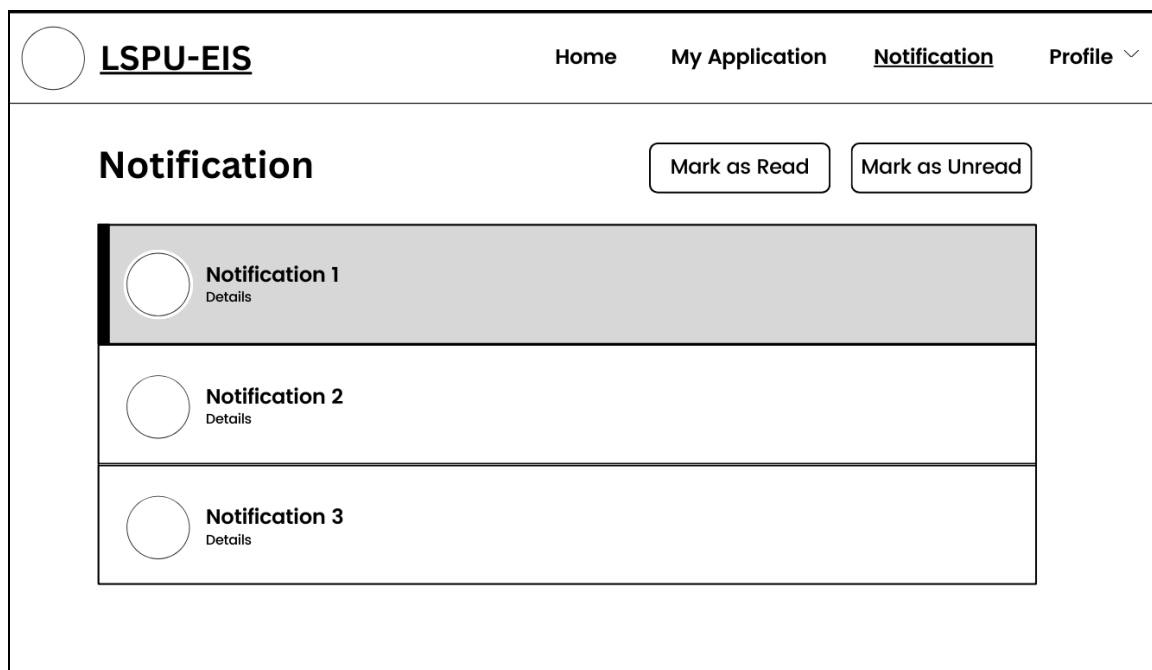 LSPU-EIS
Home My Application Notification Profile
Notification
Mark as Read Mark as Unread
Notification 1
Details
Notification 2
Details
Notification 3
Details